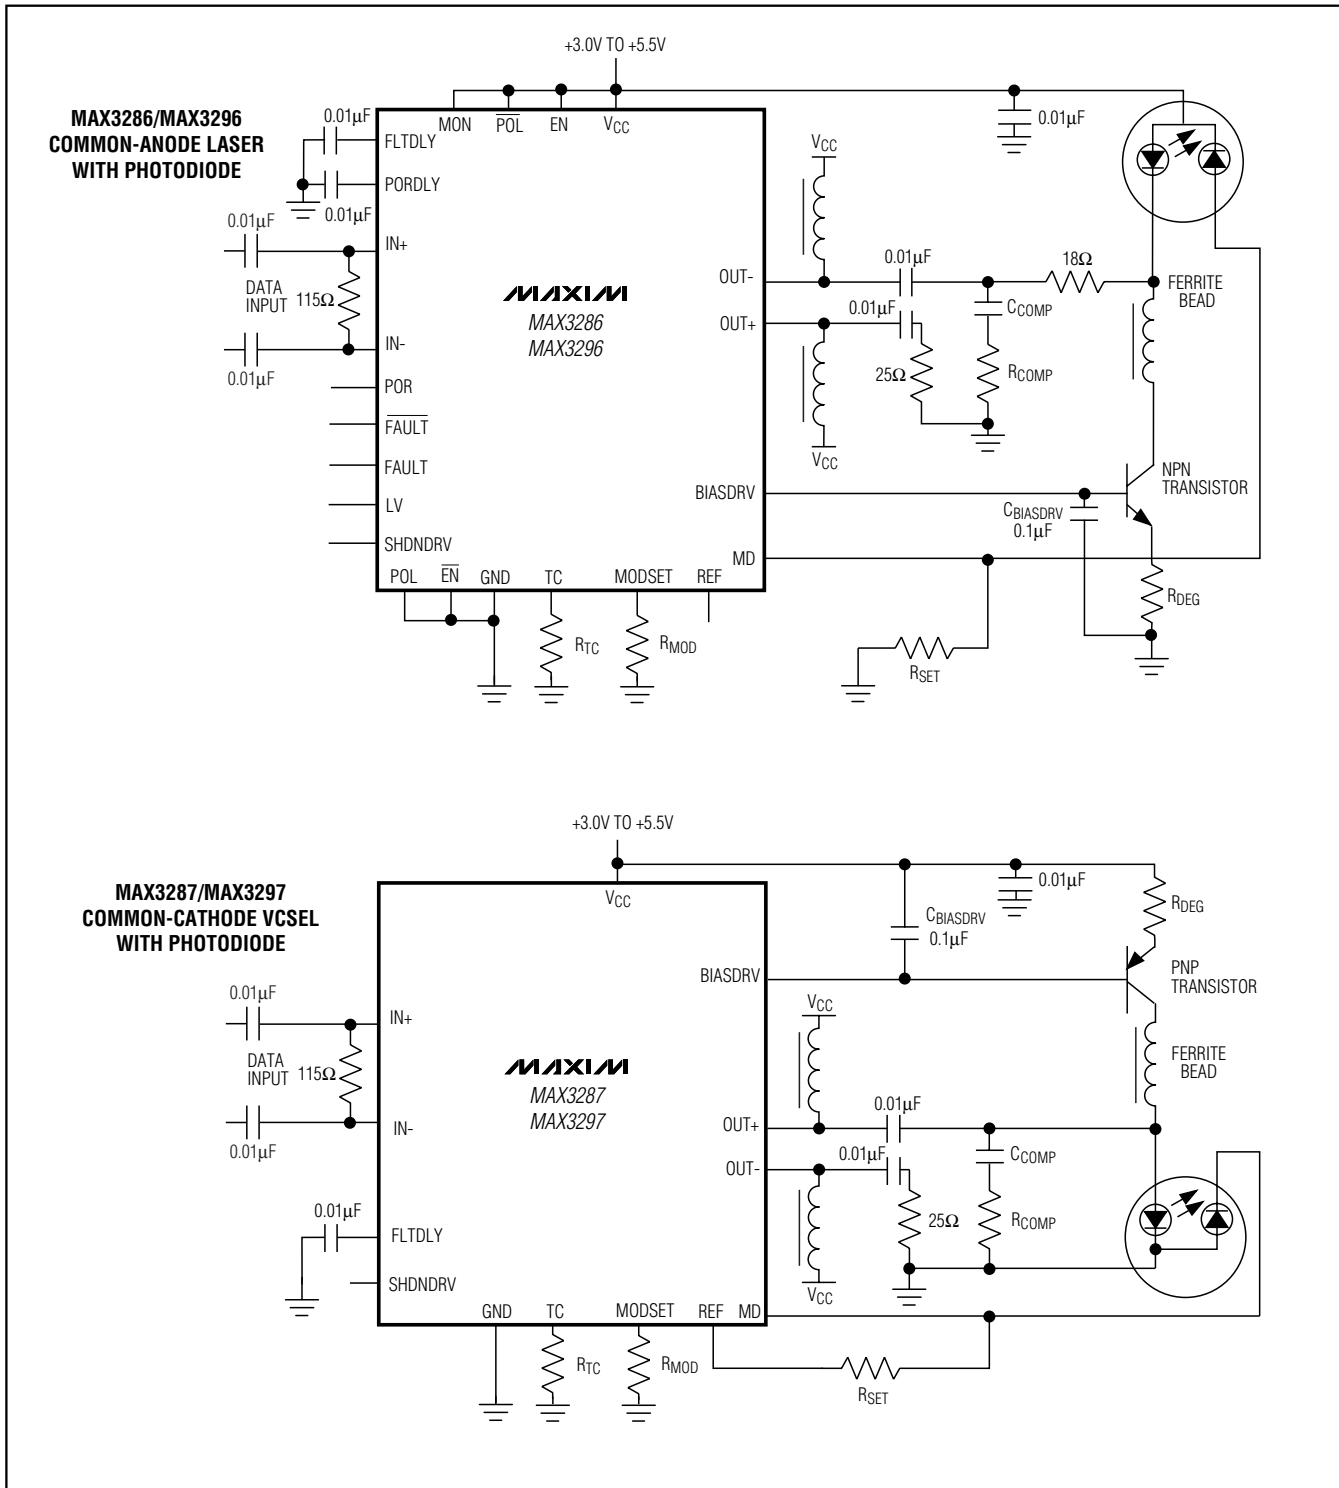 +3.0V TO +5.5V
MAX3286/MAX3296
COMMON-ANODE LASER
WITH PHOTODIODE
0.01µF
MON
POL
EN
VCC
0.01µF
FLTDLY
PORDLY
0.01µF
0.01µF
VCC
IN+
DATA
INPUT
115Ω
MAXIM
MAX3286
MAX3296
OUT-
0.01µF
18Ω
FERRITE
BEAD
OUT+
0.01µF
CCOMP
IN-
0.01µF
25Ω
RCOMP
POR
FAULT
VCC
FAULT
NPN
TRANSISTOR
BIASDRV
LV
CBIASDRV
0.1µF
SHDNDRV
MD
POL
EN
GND
TC
MODSET
REF
RDEG
RTC
RMOD
RSET
+3.0V TO +5.5V
MAX3287/MAX3297
COMMON-CATHODE VCSEL
WITH PHOTODIODE
VCC
0.01µF
RDEG
CBIASDRV
0.1µF
BIASDRV
PNP
TRANSISTOR
0.01µF
VCC
IN+
DATA
INPUT
115Ω
MAXIM
MAX3287
MAX3297
FERRITE
BEAD
0.01µF
OUT+
IN-
0.01µF
0.01µF
CCOMP
OUT-
25Ω
RCOMP
0.01µF
FLTDLY
SHDNDRV
VCC
GND
TC
MODSET
REF
MD
RTC
RMOD
RSET